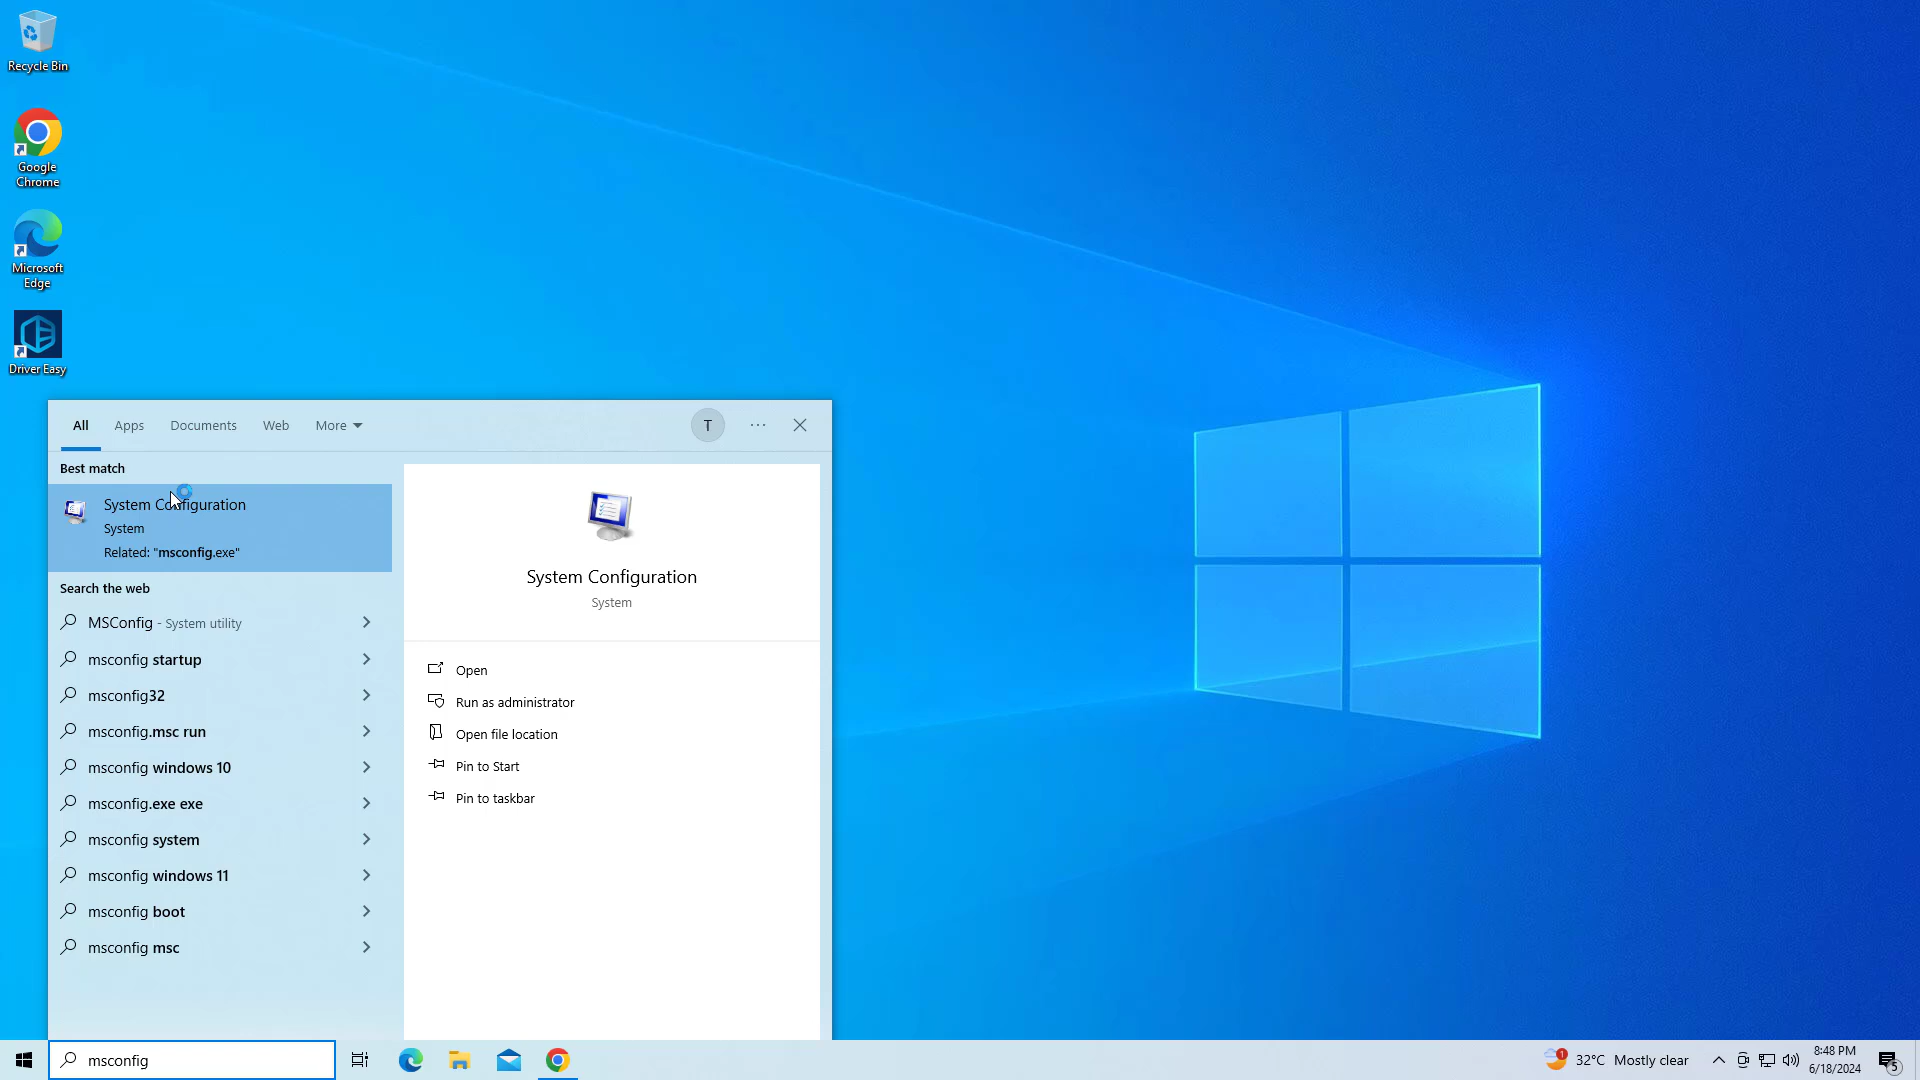 Recycle Bin
Google
Chrome
Microsoft
Edge
Driver Easy
All Apps Documents Web More T
Best match
System Configuration
System
Related: "msconfig.exe"
Search the web
MSConfig - System utility
msconfig startup
msconfig32
msconfig.msc run
msconfig windows 10
msconfig.exe exe
msconfig system
msconfig windows 11
msconfig boot
msconfig msc
System Configuration
System
Open
Run as administrator
Open file location
Pin to Start
Pin to taskbar
msconfig
1
32°C Mostly clear
8:48 PM
6/18/2024
5